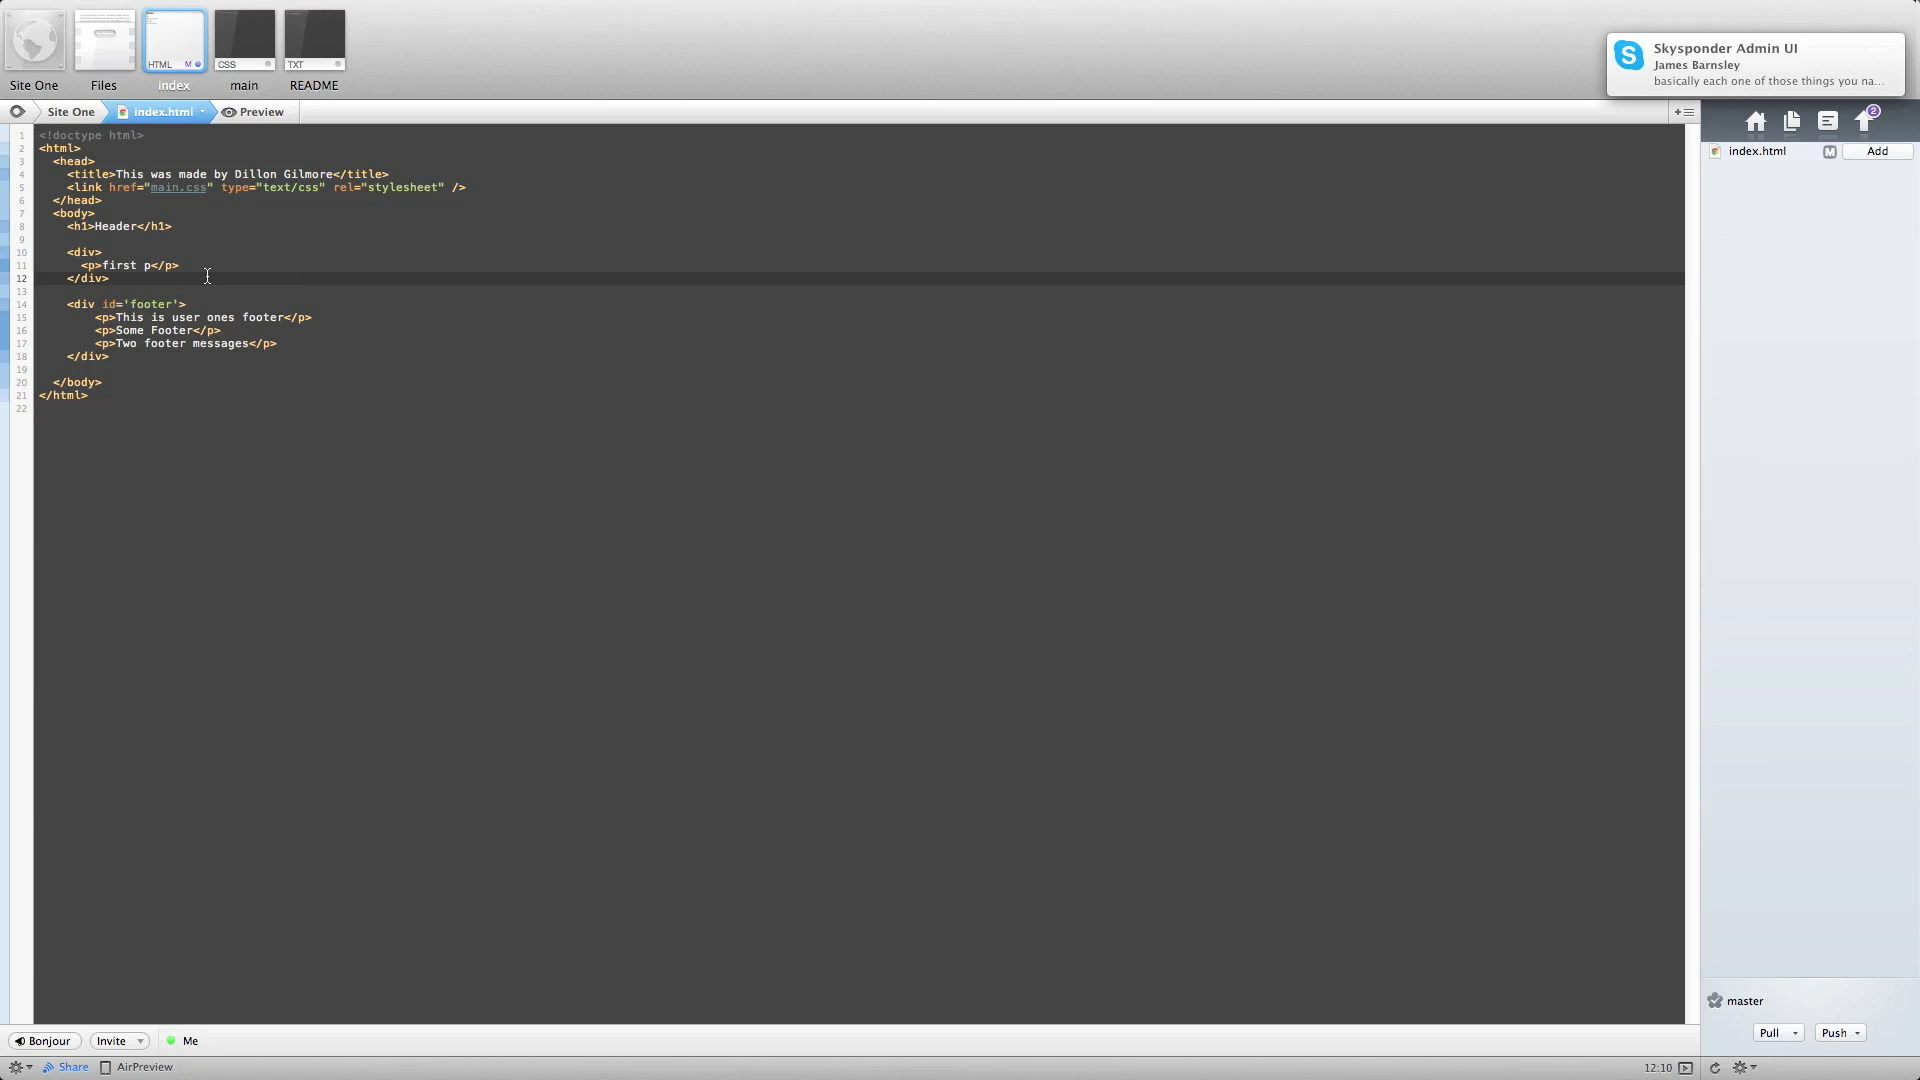 HTML M
CSS
TXT
Site One
Files
index
main
README
Skysponder Admin UI
James Barnsley
basically each one of those things you na...
Site One
index.html
Preview
2
index.html M Add
1 <!doctype html>
2 <html>
3   <head>
4     <title>This was made by Dillon Gilmore</title>
5     <link href="main.css" type="text/css" rel="stylesheet" />
6   </head>
7   <body>
8     <h1>Header</h1>
9
10     <div>
11       <p>first p</p>
12     </div>
13
14     <div id='footer'>
15         <p>This is user ones footer</p>
16         <p>Some Footer</p>
17         <p>Two footer messages</p>
18     </div>
19
20   </body>
21 </html>
22
master
Pull
Push
Bonjour
Invite
Me
Share
AirPreview
12:10